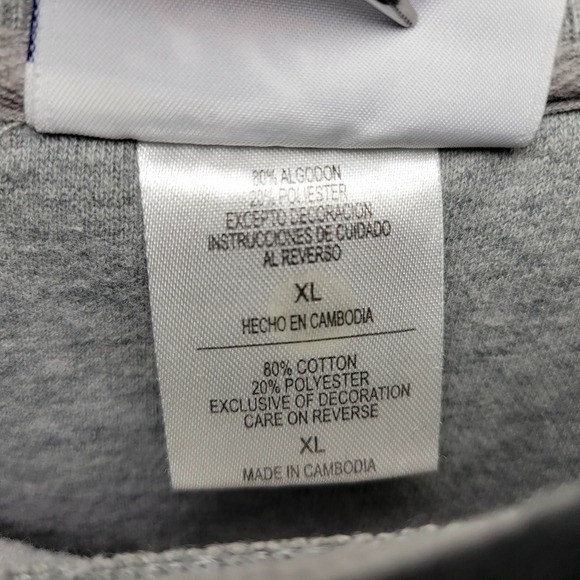 80% ALGODON
20% POLIESTER
EXCEPTO DECORACION
INSTRUCCIONES DE CUIDADO
AL REVERSO
XL
HECHO EN CAMBODIA
80% COTTON
20% POLYESTER
EXCLUSIVE OF DECORATION
CARE ON REVERSE
XL
MADE IN CAMBODIA